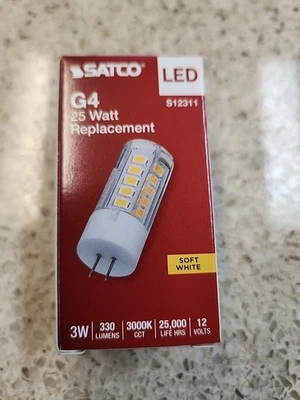 SATCO LED
G4 S12311
25 Watt
Replacement
SOFT
WHITE
3W 330 3000K 25,000 12
LUMENS CCT LIFE HRS VOLTS